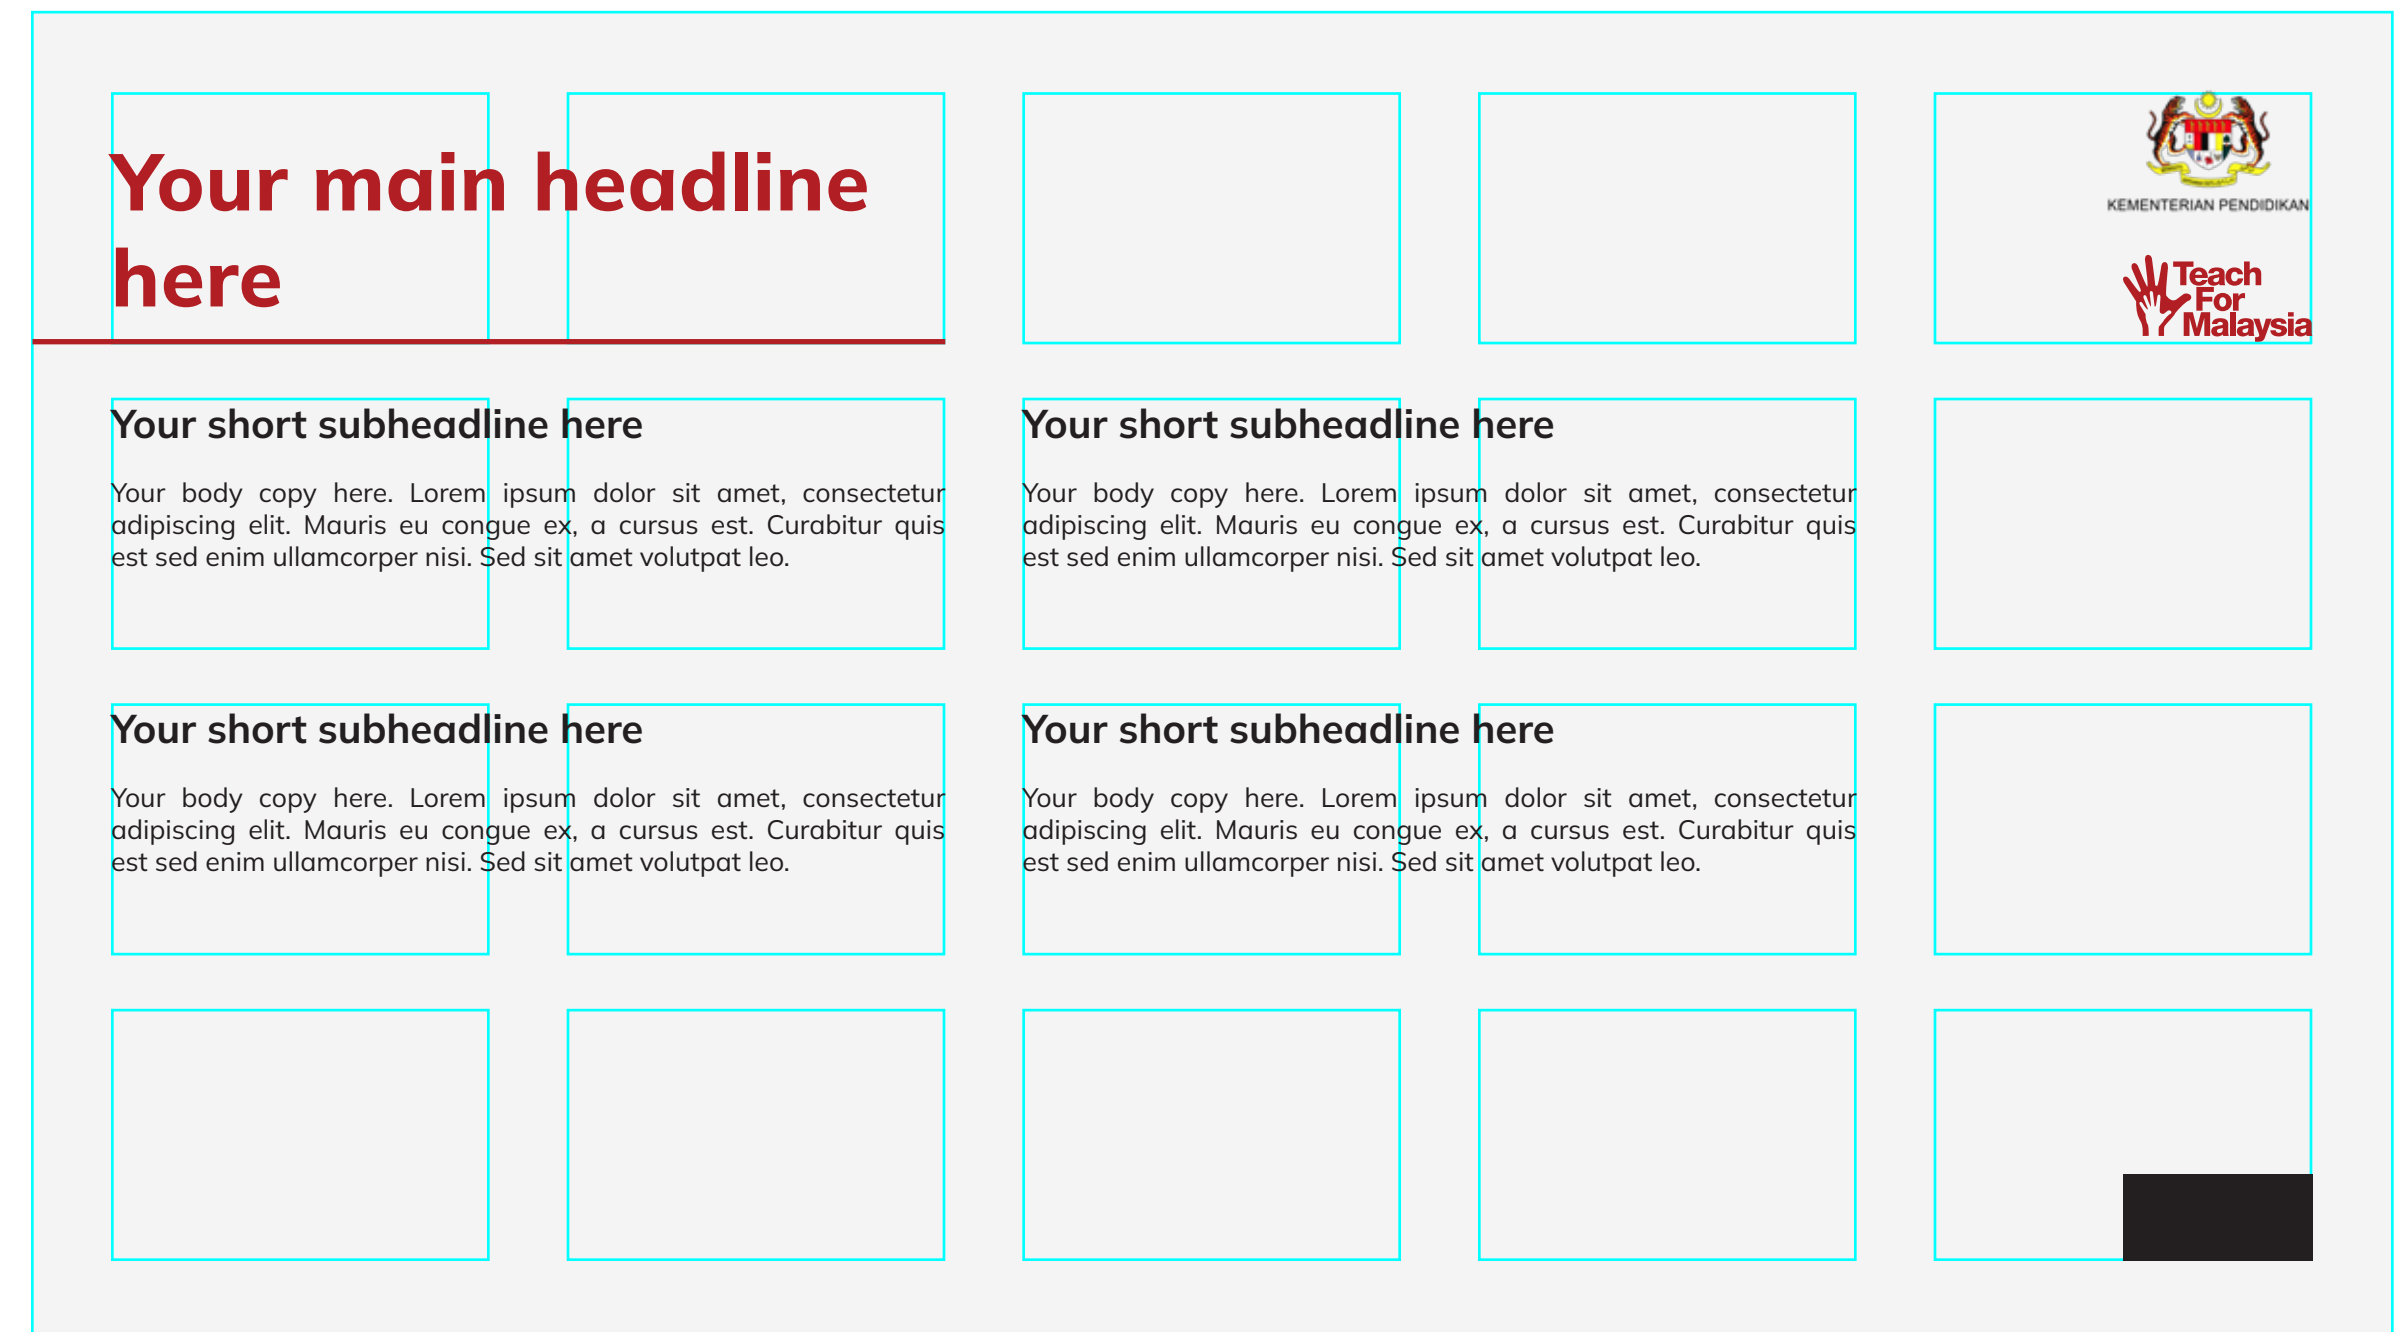 Your main headline
here
KEMENTERIAN PENDIDIKAN
Teach
For
Malaysia
Your short subheadline here
Your body copy here. Lorem ipsum dolor sit amet, consectetur
adipiscing elit. Mauris eu congue ex, a cursus est. Curabitur quis
est sed enim ullamcorper nisi. Sed sit amet volutpat leo.
Your short subheadline here
Your body copy here. Lorem ipsum dolor sit amet, consectetur
adipiscing elit. Mauris eu congue ex, a cursus est. Curabitur quis
est sed enim ullamcorper nisi. Sed sit amet volutpat leo.
Your short subheadline here
Your body copy here. Lorem ipsum dolor sit amet, consectetur
adipiscing elit. Mauris eu congue ex, a cursus est. Curabitur quis
est sed enim ullamcorper nisi. Sed sit amet volutpat leo.
Your short subheadline here
Your body copy here. Lorem ipsum dolor sit amet, consectetur
adipiscing elit. Mauris eu congue ex, a cursus est. Curabitur quis
est sed enim ullamcorper nisi. Sed sit amet volutpat leo.